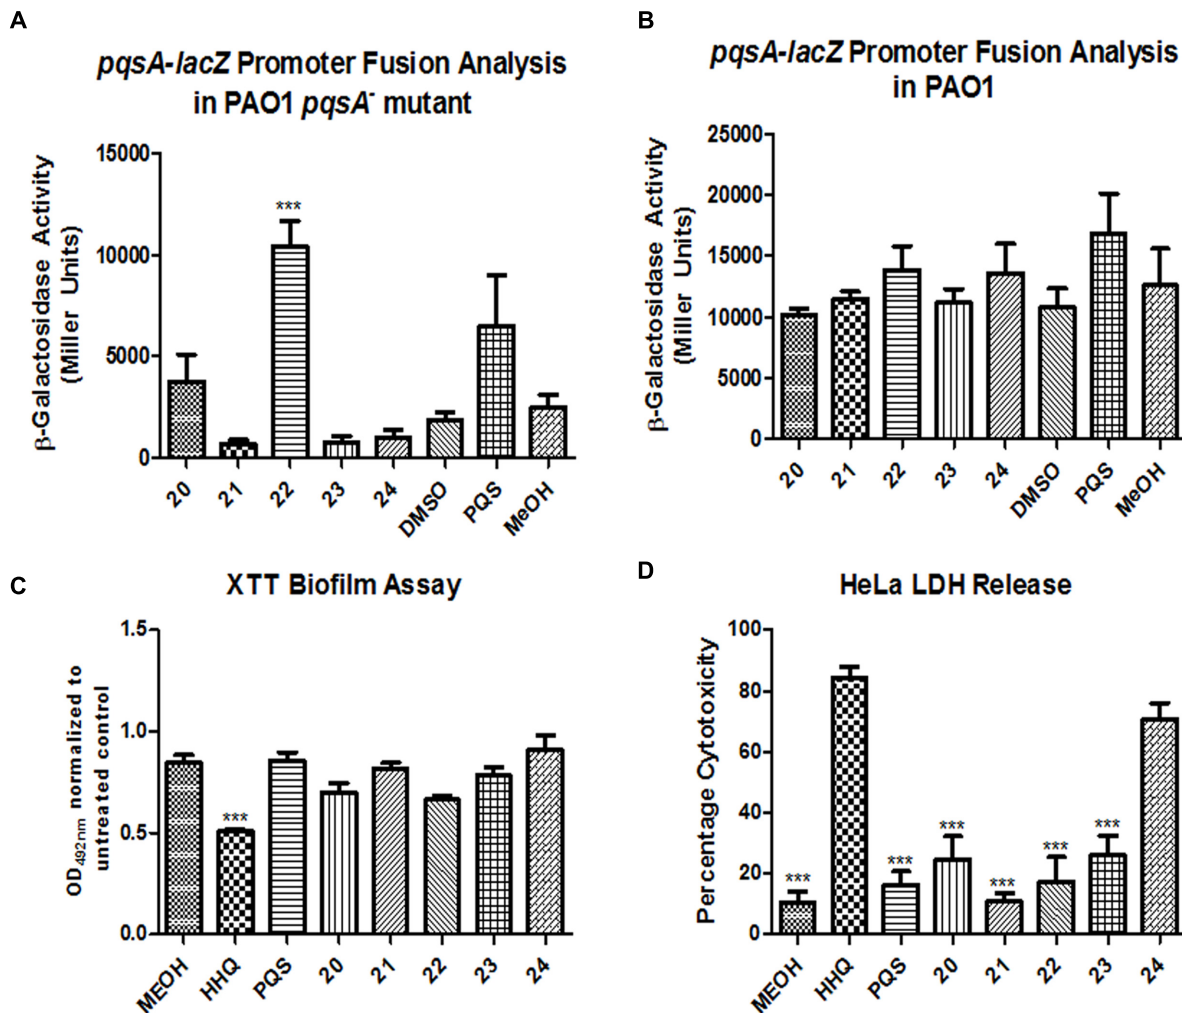 A
pqsA-lacZ Promoter Fusion Analysis
in PAO1 pqsA- mutant
β-Galactosidase Activity
(Miller Units)
15000
10000
5000
0
***
20
21
22
23
24
DMSO
PQS
MeOH
B
pqsA-lacZ Promoter Fusion Analysis
in PAO1
β-Galactosidase Activity
(Miller Units)
25000
20000
15000
10000
5000
0
20
21
22
23
24
DMSO
PQS
MeOH
C
XTT Biofilm Assay
OD492nm normalized to
untreated control
1.5
1.0
0.5
0.0
***
MEOH
HHQ
PQS
20
21
22
23
24
D
HeLa LDH Release
Percentage Cytotoxicity
100
80
60
40
20
0
***
***
***
***
***
***
MEOH
HHQ
PQS
20
21
22
23
24